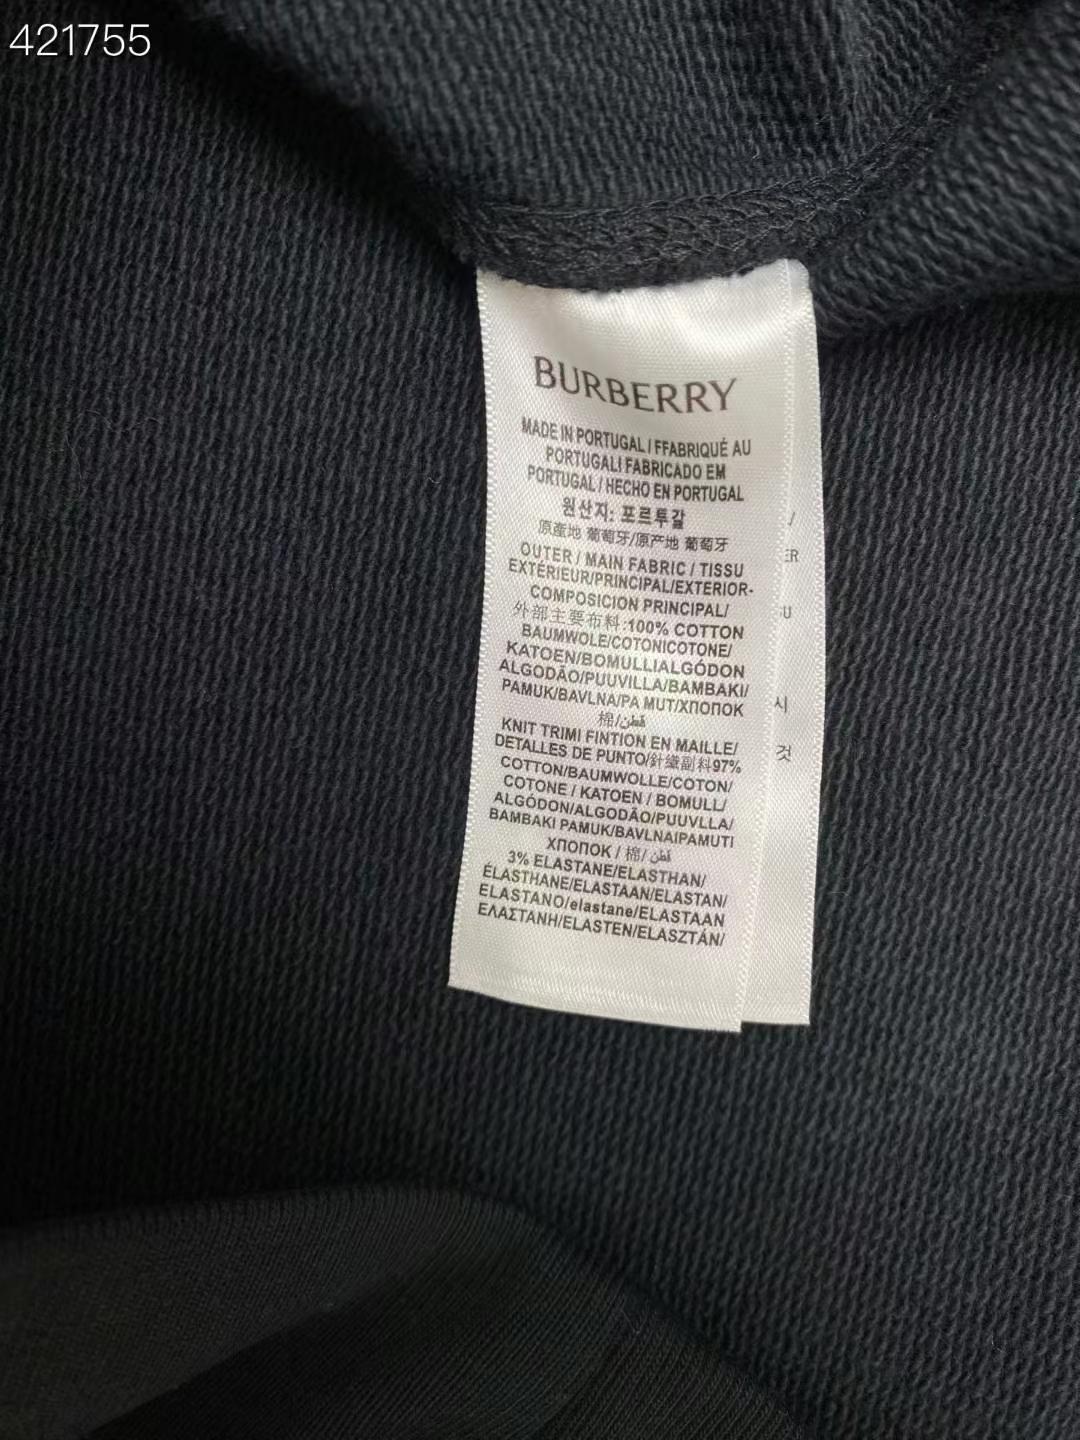 421755
BURBERRY
MADE IN PORTUGAL / FFABRIQUÉ AU
PORTUGALI FABRICADO EM
PORTUGAL / HECHO EN PORTUGAL
원산지: 포르투갈
原產地 葡萄牙/原产地 葡萄牙
OUTER / MAIN FABRIC / TISSU
EXTÉRIEUR/PRINCIPAL/EXTERIOR-
COMPOSICION PRINCIPAL/
外部主要布料:100% COTTON
BAUMWOLE/COTONICOTONE/
KATOEN/BOMULLIALGÓDON
ALGODÃO/PUUVILLA/BAMBAKI/
PAMUK/BAVLNA/PA MUT/XПOПOK
棉/قطن
KNIT TRIMI FINTION EN MAILLE/
DETALLES DE PUNTO/針織副料97%
COTTON/BAUMWOLLE/COTON/
COTONE / KATOEN / BOMULL/
ALGÓDON/ALGODÃO/PUUVLLA/
BAMBAKI PAMUK/BAVLNAIPAMUTI
XПOПOK / 棉/قطن
3% ELASTANE/ELASTHAN/
ÉLASTHANE/ELASTAAN/ELASTAN/
ELASTANO/elastane/ELASTAAN
ΕΛΑΣΤΑΝΗ/ELASTEN/ELASZTÁN/
ER
U
시
것